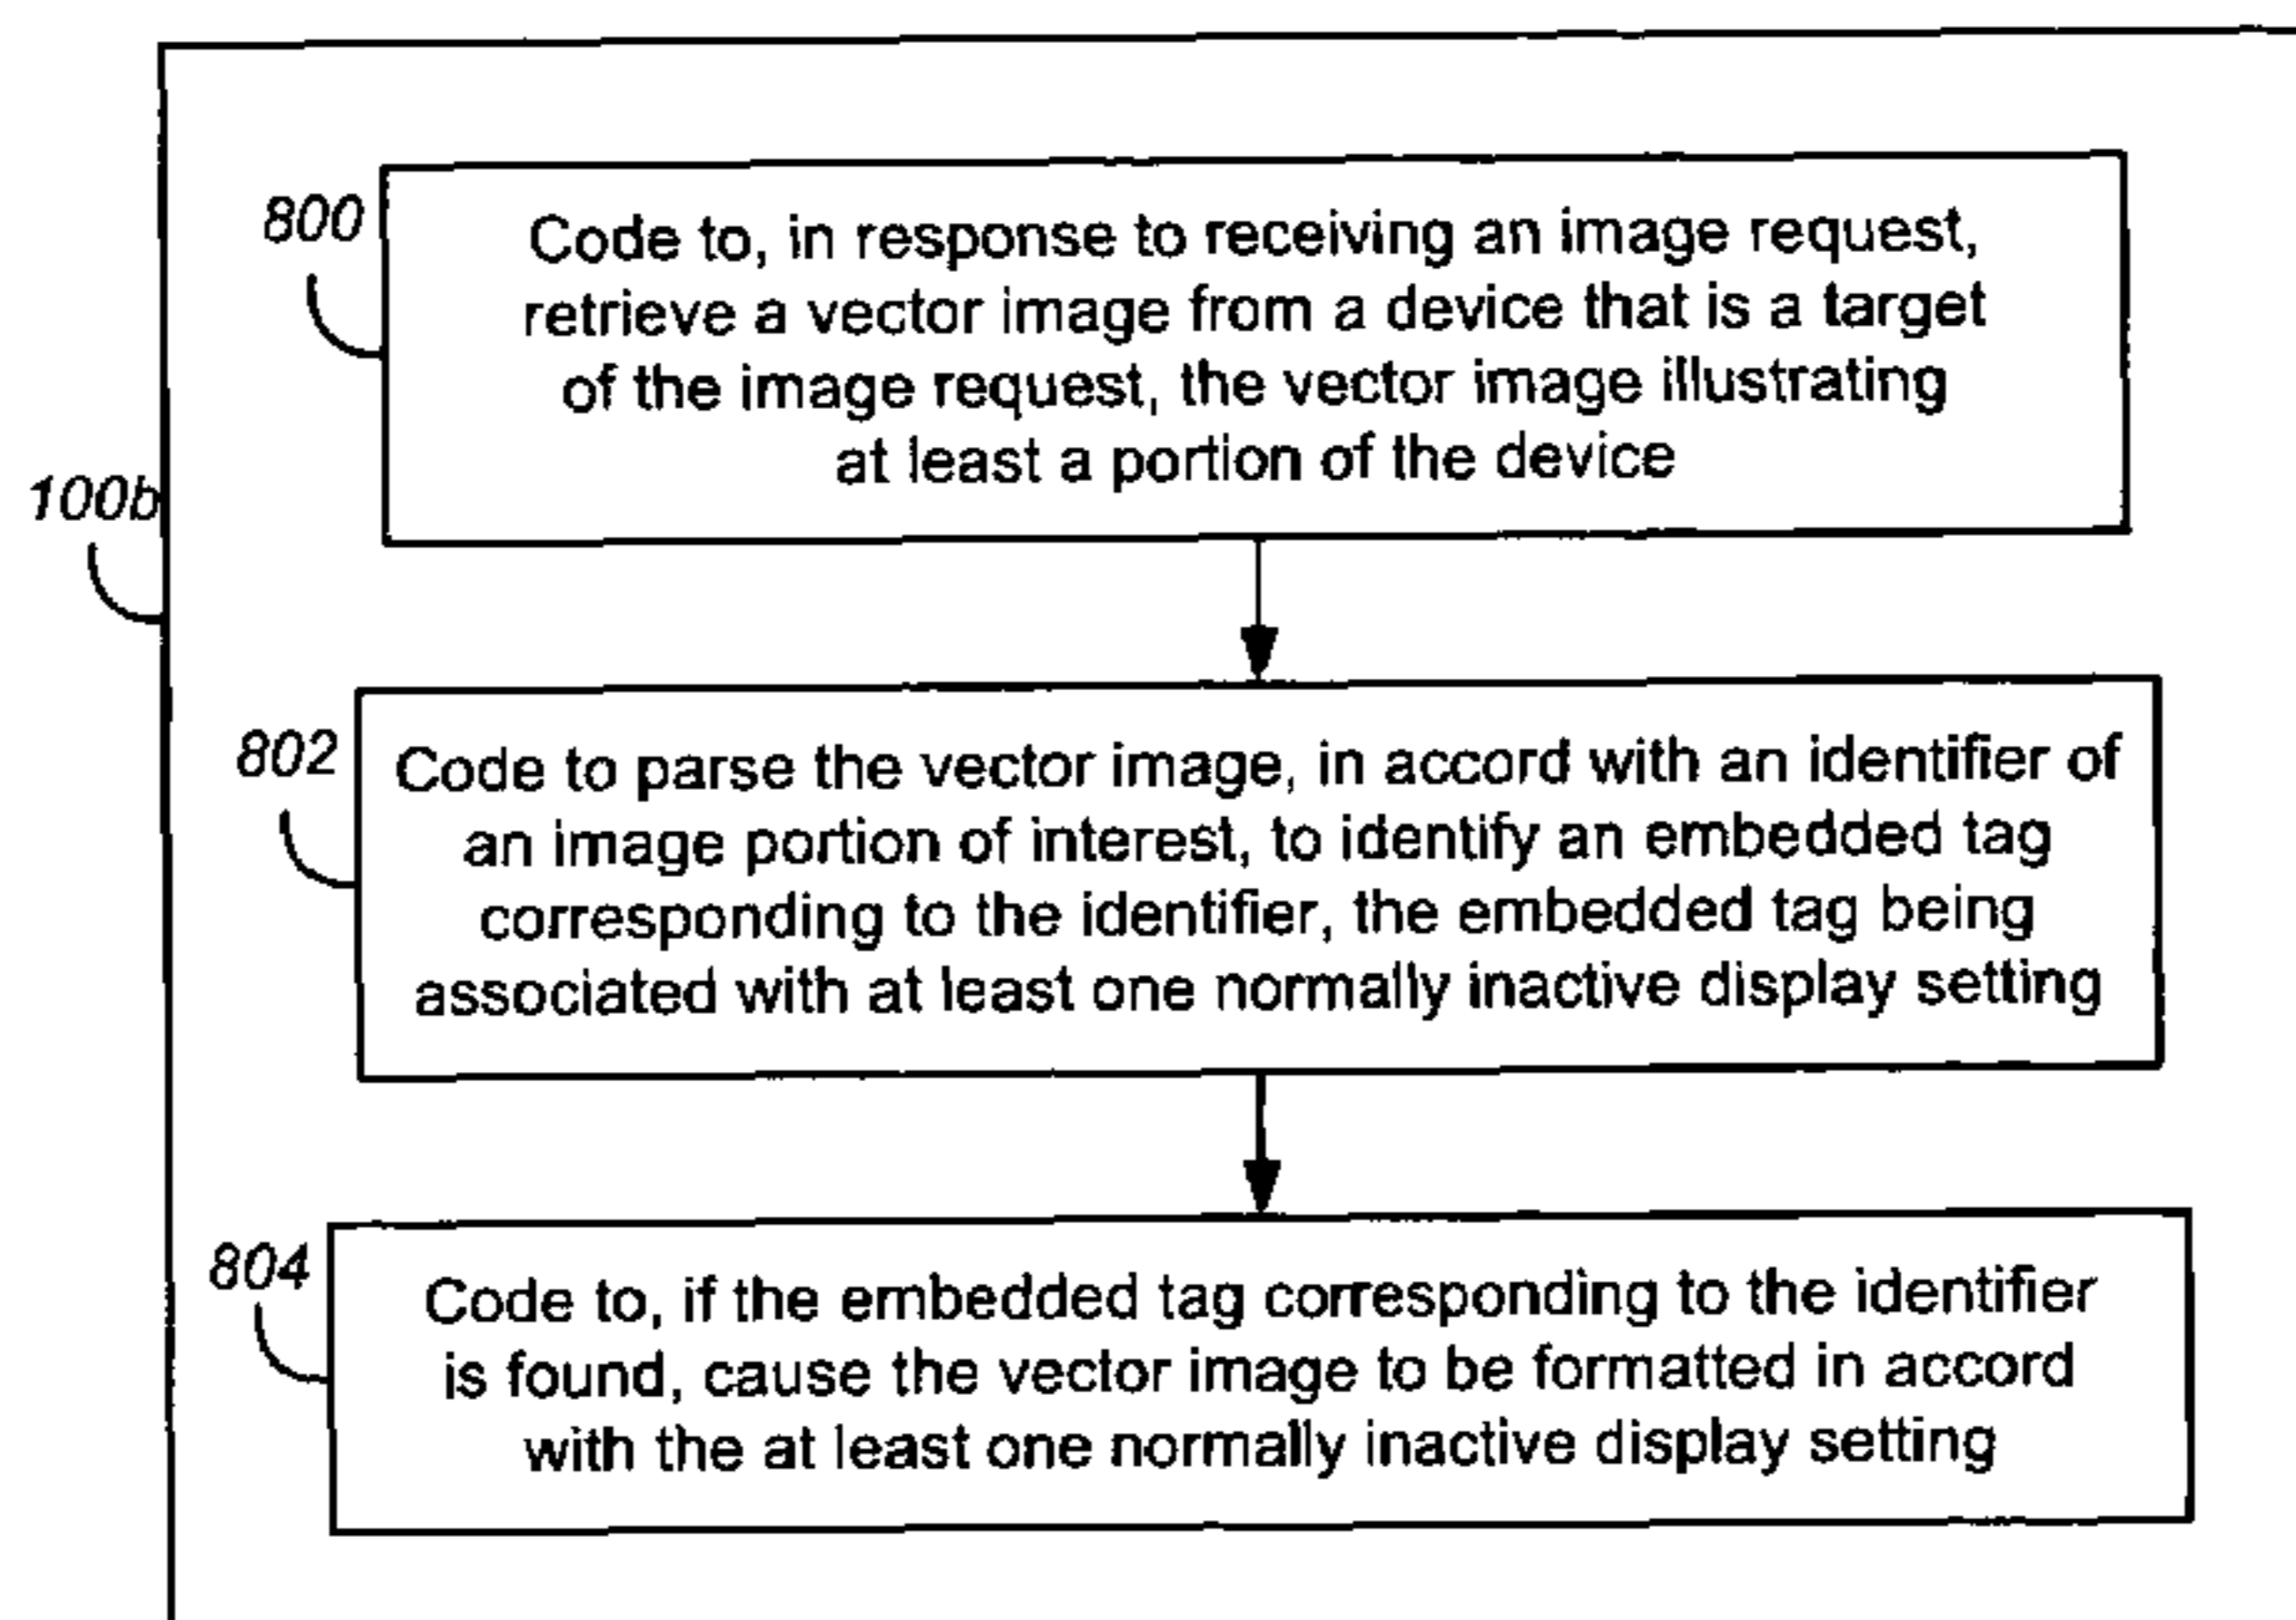 800
Code to, in response to receiving an image request,
retrieve a vector image from a device that is a target
of the image request, the vector image illustrating
at least a portion of the device
100b
802
Code to parse the vector image, in accord with an identifier of
an image portion of interest, to identify an embedded tag
corresponding to the identifier, the embedded tag being
associated with at least one normally inactive display setting
804
Code to, if the embedded tag corresponding to the identifier
is found, cause the vector image to be formatted in accord
with the at least one normally inactive display setting